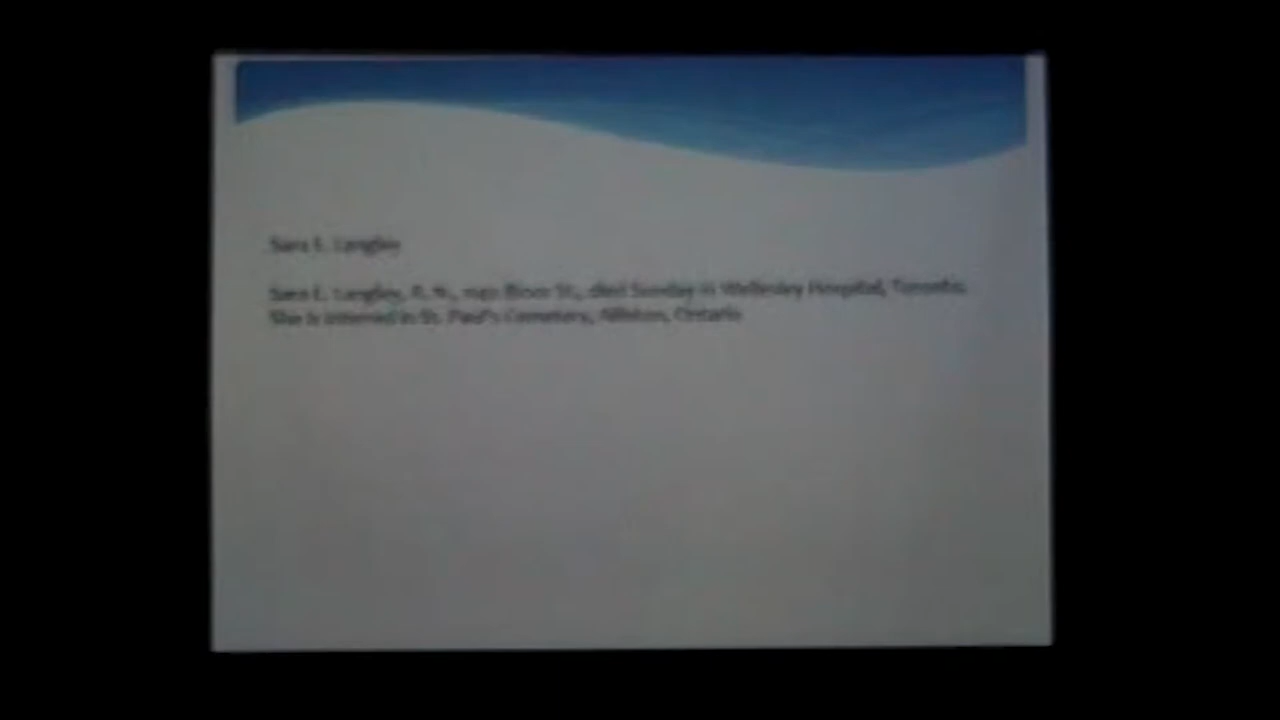 Sara E. Langley
Sara E. Langley, R. N., Bloor St., died Sunday in Wellesley Hospital, Toronto.
She is interred in St. Paul's Cemetery, Alliston, Ontario